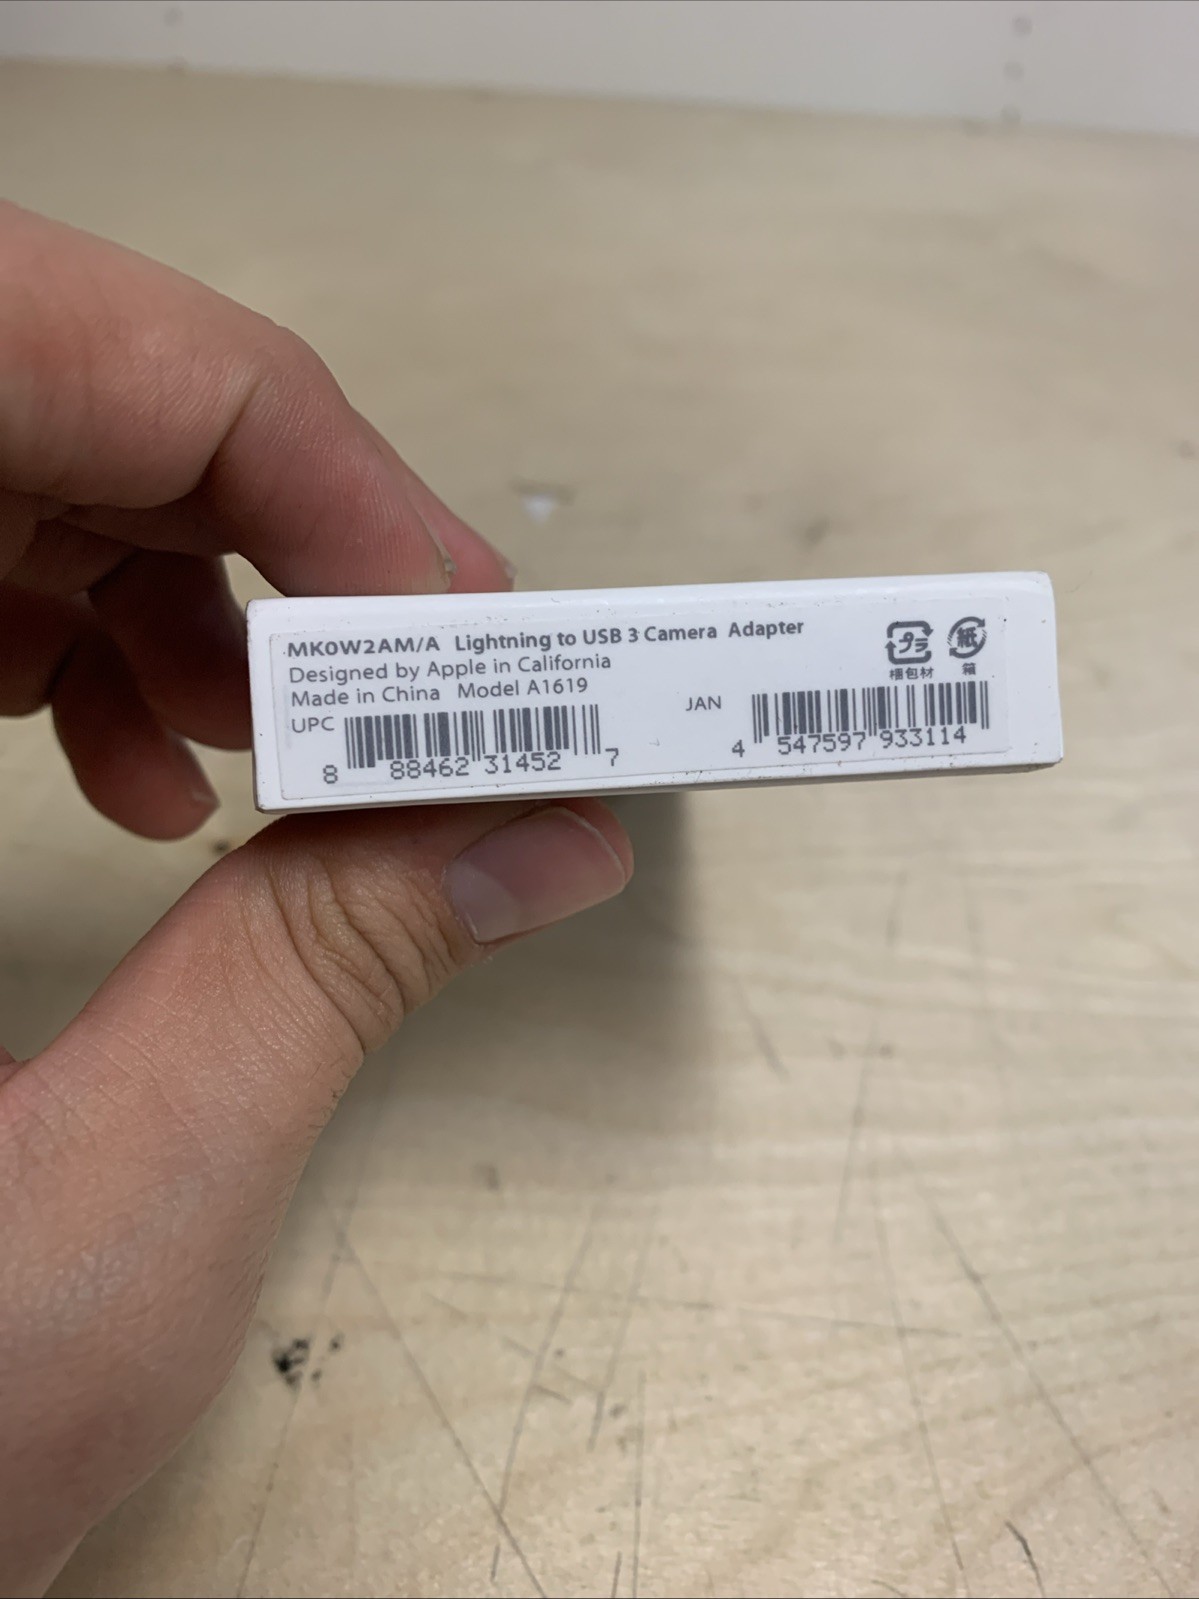 MK0W2AM/A Lightning to USB 3 Camera Adapter
Designed by Apple in California
Made in China Model A1619
プラ 紙
梱包材 箱
UPC
8 88462 31452 7
JAN
4 547597 933114